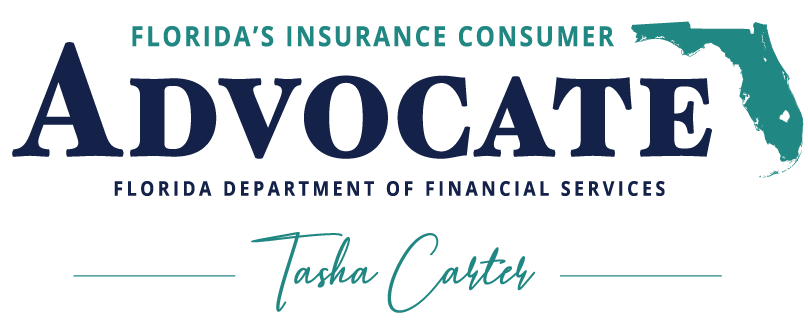 FLORIDA’S INSURANCE CONSUMER
ADVOCATE
FLORIDA DEPARTMENT OF FINANCIAL SERVICES
Tasha Carter